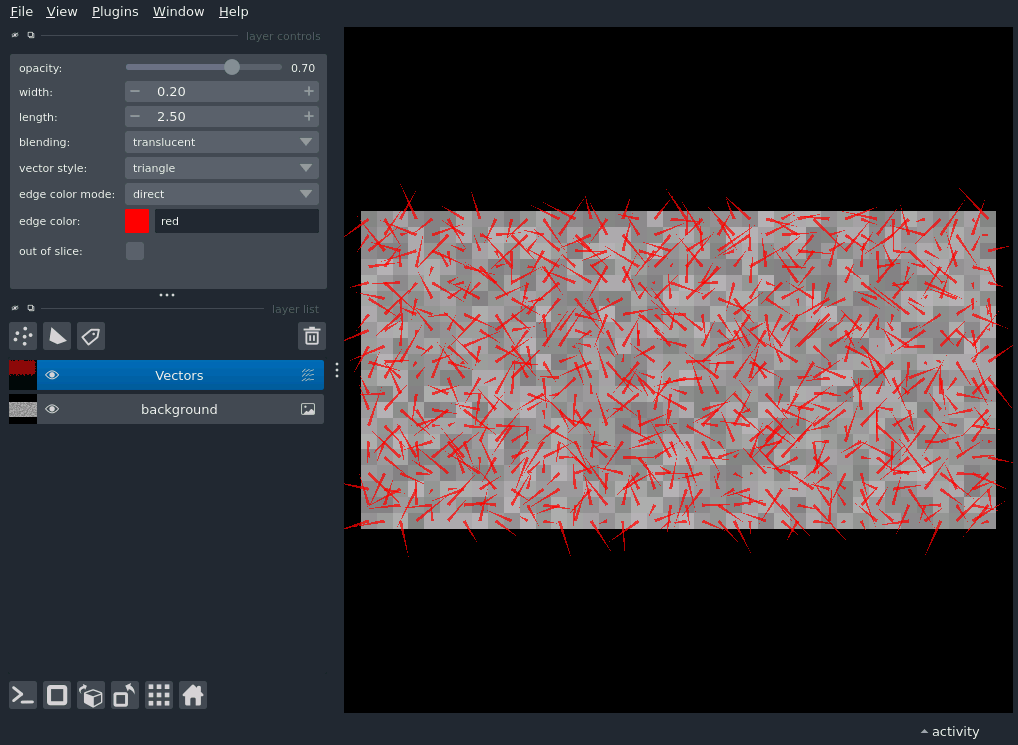 File View Plugins Window Help
layer controls
opacity: 0.70
width: 0.20
length: 2.50
blending: translucent
vector style: triangle
edge color mode: direct
edge color: red
out of slice:
layer list
Vectors
background
activity